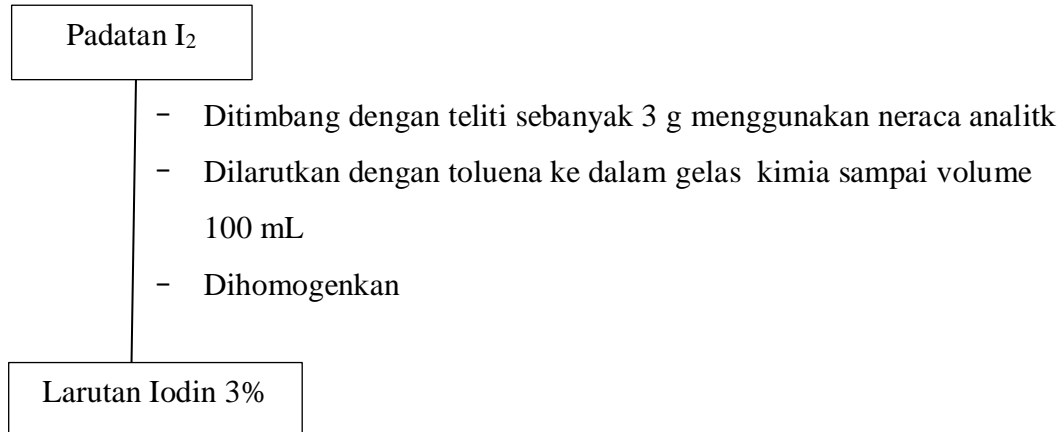 Padatan I₂
- Ditimbang dengan teliti sebanyak 3 g menggunakan neraca analitk
- Dilarutkan dengan toluena ke dalam gelas kimia sampai volume
100 mL
- Dihomogenkan
Larutan Iodin 3%